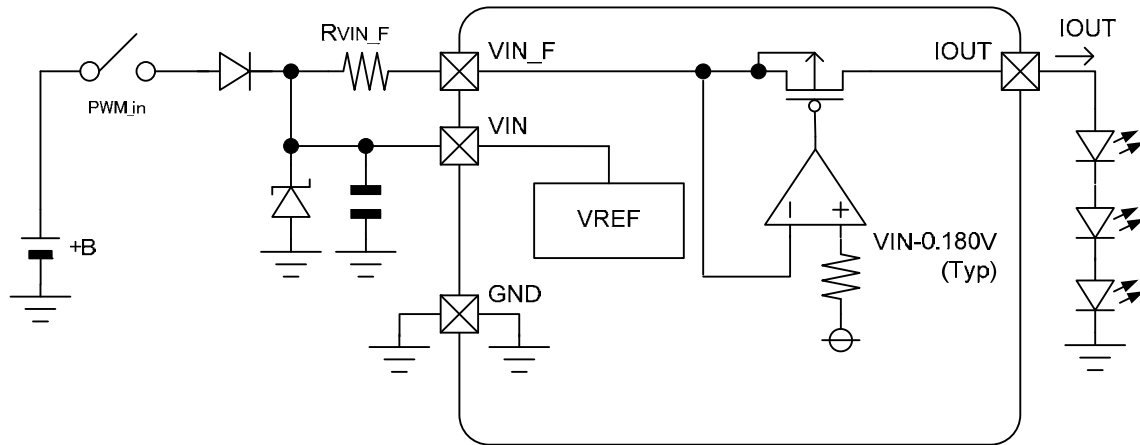 RVIN_F
VIN_F
IOUT
IOUT
PWM_in
VIN
VREF
+B
VIN-0.180V
(Typ)
GND